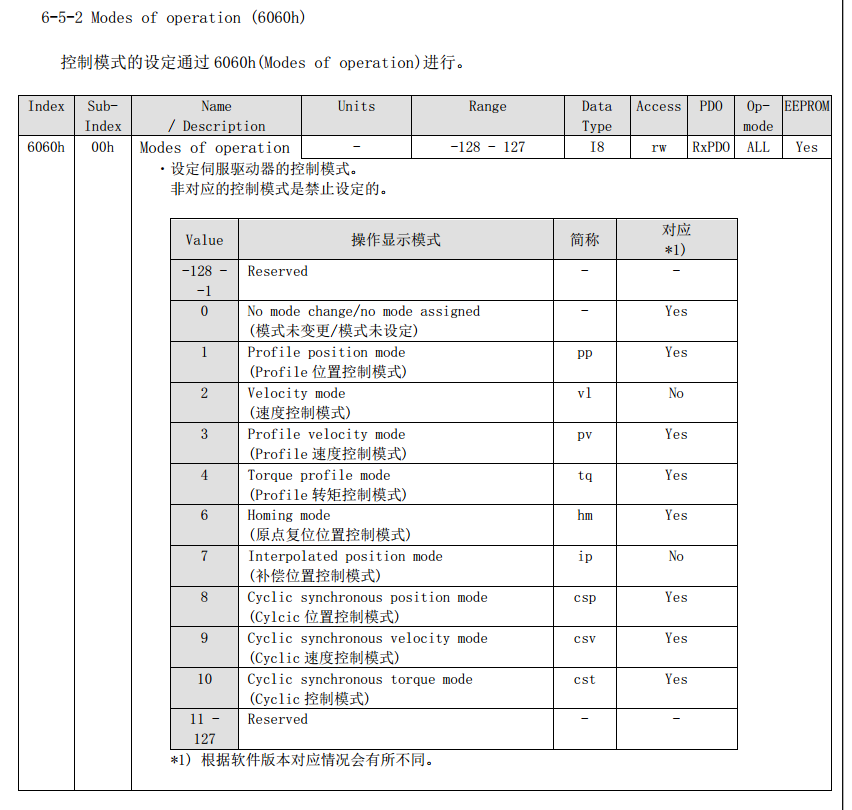 6-5-2 Modes of operation (6060h)
控制模式的设定通过 6060h(Modes of operation)进行。
Index Sub-Index Name / Description Units Range Data Type Access PDO Op-mode EEPROM
6060h 00h Modes of operation - -128 - 127 I8 rw RxPDO ALL Yes
・设定伺服驱动器的控制模式。
非对应的控制模式是禁止设定的。
Value 操作显示模式 简称 对应 *1)
-128 - -1 Reserved - -
0 No mode change/no mode assigned - Yes
(模式未变更/模式未设定)
1 Profile position mode pp Yes
(Profile 位置控制模式)
2 Velocity mode vl No
(速度控制模式)
3 Profile velocity mode pv Yes
(Profile 速度控制模式)
4 Torque profile mode tq Yes
(Profile 转矩控制模式)
6 Homing mode hm Yes
(原点复位位置控制模式)
7 Interpolated position mode ip No
(补偿位置控制模式)
8 Cyclic synchronous position mode csp Yes
(Cylcic 位置控制模式)
9 Cyclic synchronous velocity mode csv Yes
(Cyclic 速度控制模式)
10 Cyclic synchronous torque mode cst Yes
(Cyclic 控制模式)
11 - 127 Reserved - -
*1) 根据软件版本对应情况会有所不同。